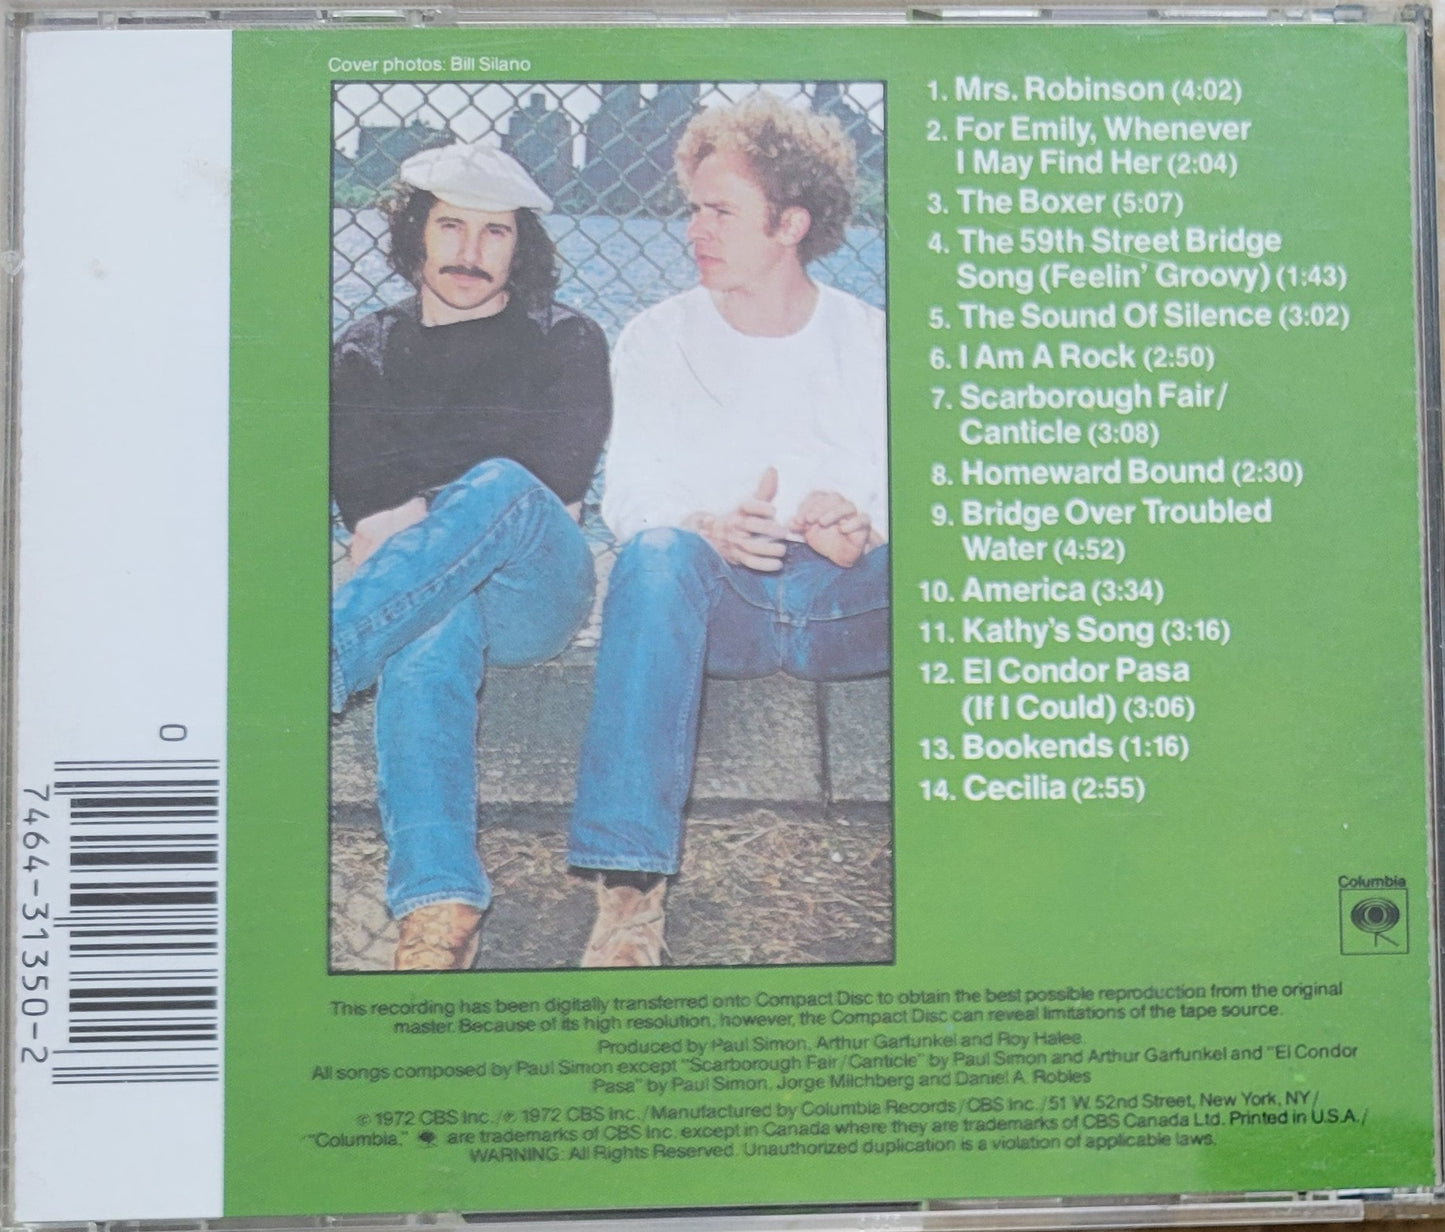 Cover photos: Bill Silano
1. Mrs. Robinson (4:02)
2. For Emily, Whenever
I May Find Her (2:04)
3. The Boxer (5:07)
4. The 59th Street Bridge
Song (Feelin' Groovy) (1:43)
5. The Sound Of Silence (3:02)
6. I Am A Rock (2:50)
7. Scarborough Fair/
Canticle (3:08)
8. Homeward Bound (2:30)
9. Bridge Over Troubled
Water (4:52)
10. America (3:34)
11. Kathy's Song (3:16)
12. El Condor Pasa
(If I Could) (3:06)
13. Bookends (1:16)
14. Cecilia (2:55)
Columbia
0
7464-31350-2
This recording has been digitally transferred onto Compact Disc to obtain the best possible reproduction from the original
master. Because of its high resolution, however, the Compact Disc can reveal limitations of the tape source.
Produced by Paul Simon, Arthur Garfunkel and Roy Halee.
All songs composed by Paul Simon except "Scarborough Fair/Canticle" by Paul Simon and Arthur Garfunkel and "El Condor
Pasa" by Paul Simon, Jorge Milchberg and Daniel A. Robles
© 1972 CBS Inc./℗ 1972 CBS Inc./Manufactured by Columbia Records/CBS Inc./51 W. 52nd Street, New York, NY/
"Columbia," are trademarks of CBS Inc. except in Canada where they are trademarks of CBS Canada Ltd. Printed in U.S.A./
WARNING: All Rights Reserved. Unauthorized duplication is a violation of applicable laws.